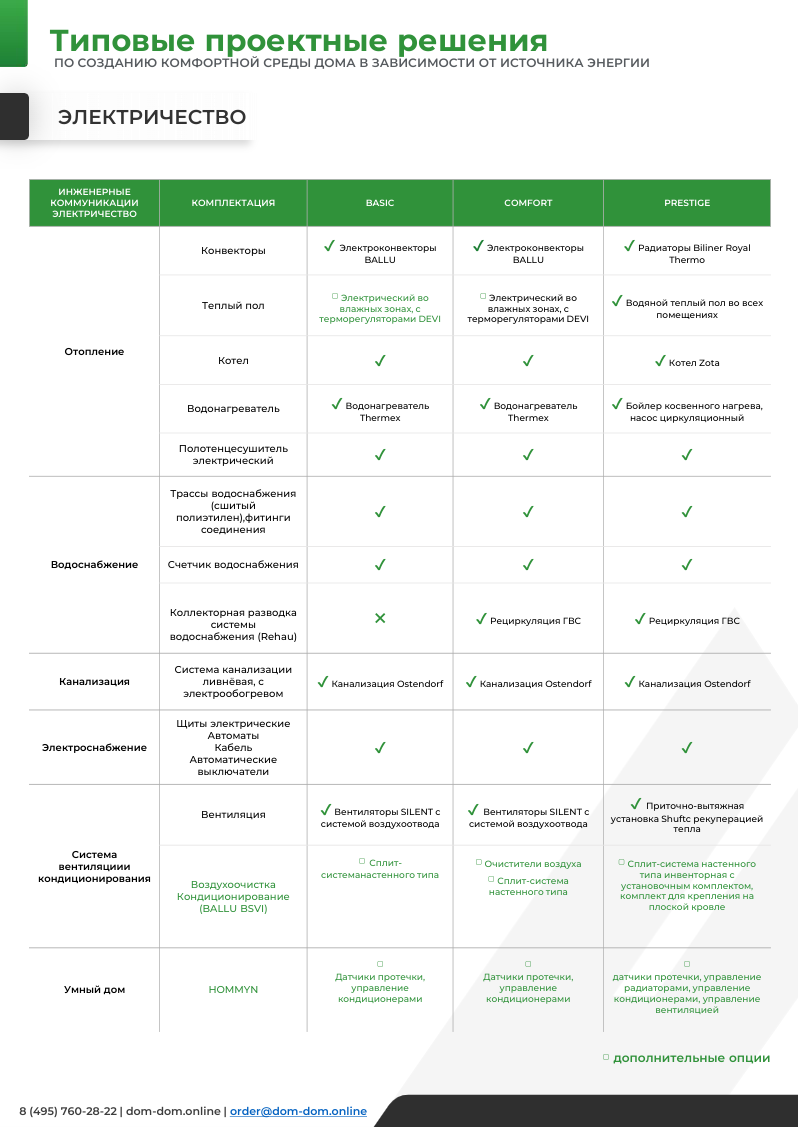 Типовые проектные решения
ПО СОЗДАНИЮ КОМФОРТНОЙ СРЕДЫ ДОМА В ЗАВИСИМОСТИ ОТ ИСТОЧНИКА ЭНЕРГИИ
ЭЛЕКТРИЧЕСТВО
ИНЖЕНЕРНЫЕ
КОММУНИКАЦИИ
ЭЛЕКТРИЧЕСТВО
КОМПЛЕКТАЦИЯ
BASIC
COMFORT
PRESTIGE
Отопление
Конвекторы
✓ Электроконвекторы
BALLU
✓ Электроконвекторы
BALLU
✓ Радиаторы Biliner Royal
Thermo
Теплый пол
□ Электрический во
влажных зонах, с
терморегуляторами DEVI
□ Электрический во
влажных зонах, с
терморегуляторами DEVI
✓ Водяной теплый пол во всех
помещениях
Котел
✓
✓
✓ Котел Zota
Водонагреватель
✓ Водонагреватель
Thermex
✓ Водонагреватель
Thermex
✓ Бойлер косвенного нагрева,
насос циркуляционный
Полотенцесушитель
электрический
✓
✓
✓
Водоснабжение
Трассы водоснабжения
(сшитый
полиэтилен),фитинги
соединения
✓
✓
✓
Счетчик водоснабжения
✓
✓
✓
Коллекторная разводка
системы
водоснабжения (Rehau)
✕
✓ Рециркуляция ГВС
✓ Рециркуляция ГВС
Канализация
Система канализации
ливнёвая, с
электрообогревом
✓ Канализация Ostendorf
✓ Канализация Ostendorf
✓ Канализация Ostendorf
Электроснабжение
Щиты электрические
Автоматы
Кабель
Автоматические
выключатели
✓
✓
✓
Система
вентиляциии
кондиционирования
Вентиляция
✓ Вентиляторы SILENT с
системой воздухоотвода
✓ Вентиляторы SILENT с
системой воздухоотвода
✓ Приточно-вытяжная
установка Shuftc рекуперацией
тепла
Воздухоочистка
Кондиционирование
(BALLU BSVI)
□ Сплит-
системанастенного типа
□ Очистители воздуха
□ Сплит-система
настенного типа
□ Сплит-система настенного
типа инвенторная с
установочным комплектом,
комплект для крепления на
плоской кровле
Умный дом
HOMMYN
□
Датчики протечки,
управление
кондиционерами
□
Датчики протечки,
управление
кондиционерами
□
датчики протечки, управление
радиаторами, управление
кондиционерами, управление
вентиляцией
□ дополнительные опции
8 (495) 760-28-22 | dom-dom.online | order@dom-dom.online